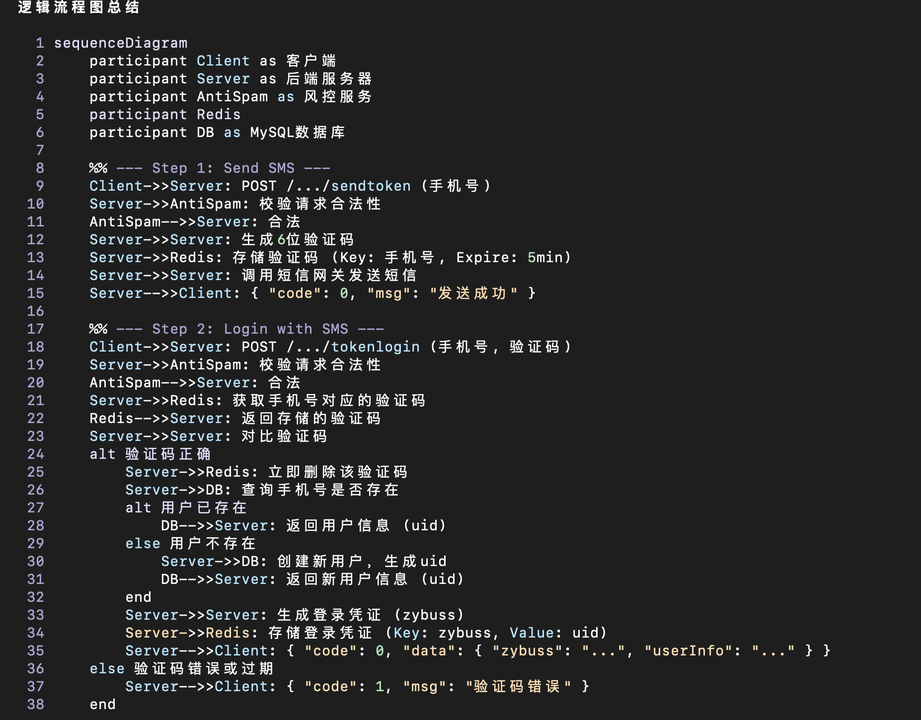 逻辑流程图总结
1 sequenceDiagram
2 participant Client as 客户端
3 participant Server as 后端服务器
4 participant AntiSpam as 风控服务
5 participant Redis
6 participant DB as MySQL数据库
7
8 %% --- Step 1: Send SMS ---
9 Client->>Server: POST /.../sendtoken (手机号)
10 Server->>AntiSpam: 校验请求合法性
11 AntiSpam-->>Server: 合法
12 Server->>Server: 生成6位验证码
13 Server->>Redis: 存储验证码 (Key: 手机号, Expire: 5min)
14 Server->>Server: 调用短信网关发送短信
15 Server-->>Client: { "code": 0, "msg": "发送成功" }
16
17 %% --- Step 2: Login with SMS ---
18 Client->>Server: POST /.../tokenlogin (手机号, 验证码)
19 Server->>AntiSpam: 校验请求合法性
20 AntiSpam-->>Server: 合法
21 Server->>Redis: 获取手机号对应的验证码
22 Redis-->>Server: 返回存储的验证码
23 Server->>Server: 对比验证码
24 alt 验证码正确
25 Server->>Redis: 立即删除该验证码
26 Server->>DB: 查询手机号是否存在
27 alt 用户已存在
28 DB-->>Server: 返回用户信息 (uid)
29 else 用户不存在
30 Server->>DB: 创建新用户, 生成uid
31 DB-->>Server: 返回新用户信息 (uid)
32 end
33 Server->>Server: 生成登录凭证 (zybuss)
34 Server->>Redis: 存储登录凭证 (Key: zybuss, Value: uid)
35 Server-->>Client: { "code": 0, "data": { "zybuss": "...", "userInfo": "..." } }
36 else 验证码错误或过期
37 Server-->>Client: { "code": 1, "msg": "验证码错误" }
38 end